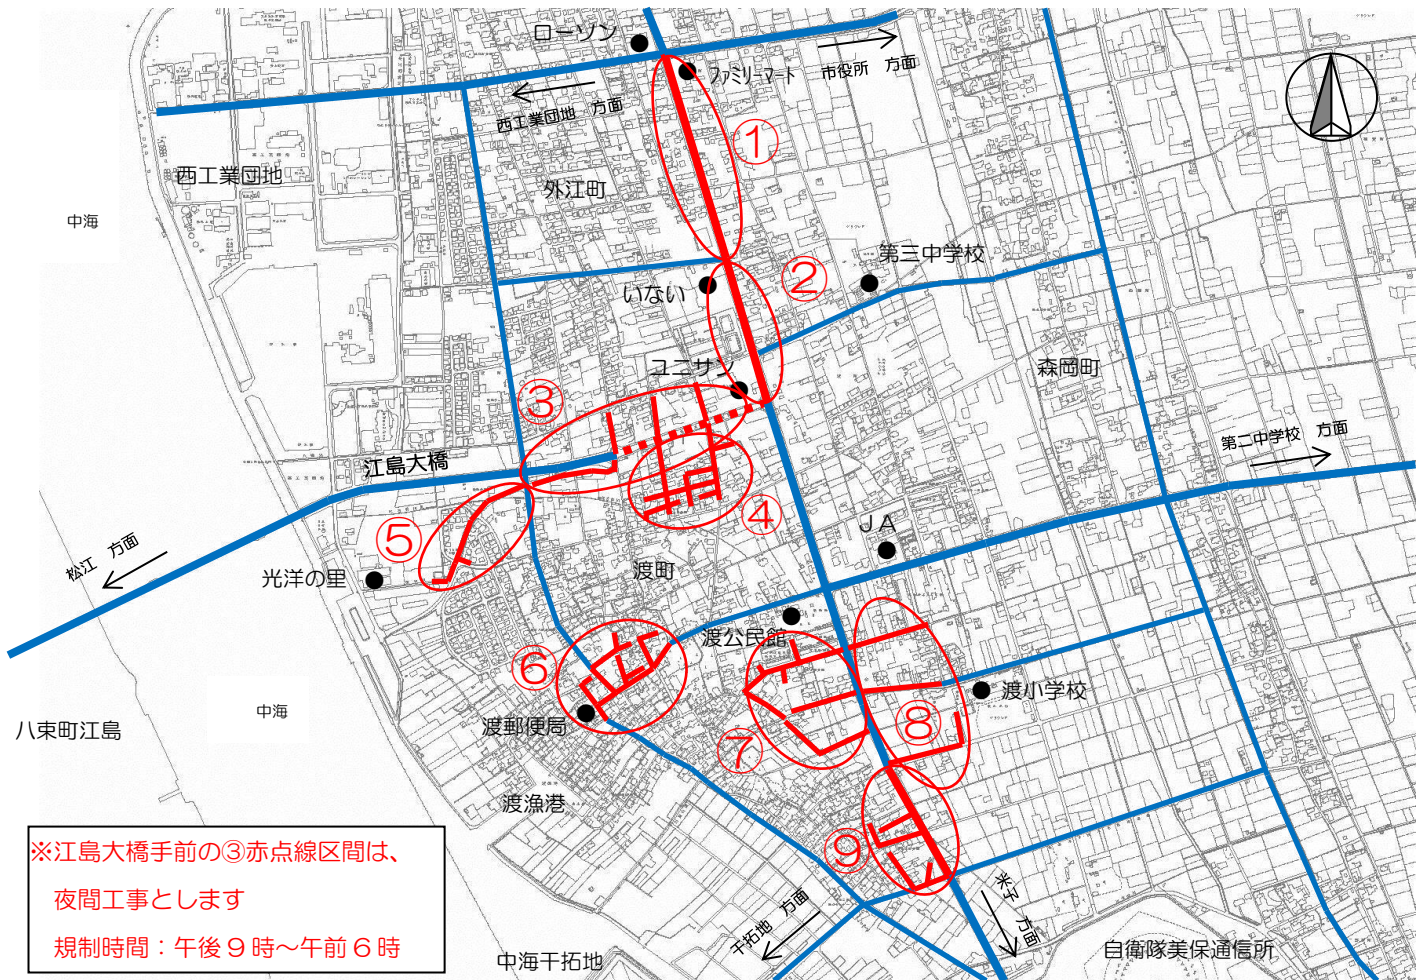 ローソン
ファミリーマート
市役所 方面
西工業団地 方面
①
西工業団地
外江町
中海
②
第三中学校
いない
ユニサン
森岡町
③
第二中学校 方面
江島大橋
④
JA
⑤
松江 方面
光洋の里
渡町
渡公民館
⑥
渡小学校
中海
渡郵便局
⑧
八束町江島
⑦
渡漁港
⑨
※江島大橋手前の③赤点線区間は、
夜間工事とします
規制時間：午後９時～午前６時
干拓地 方面
米子 方面
中海干拓地
自衛隊美保通信所